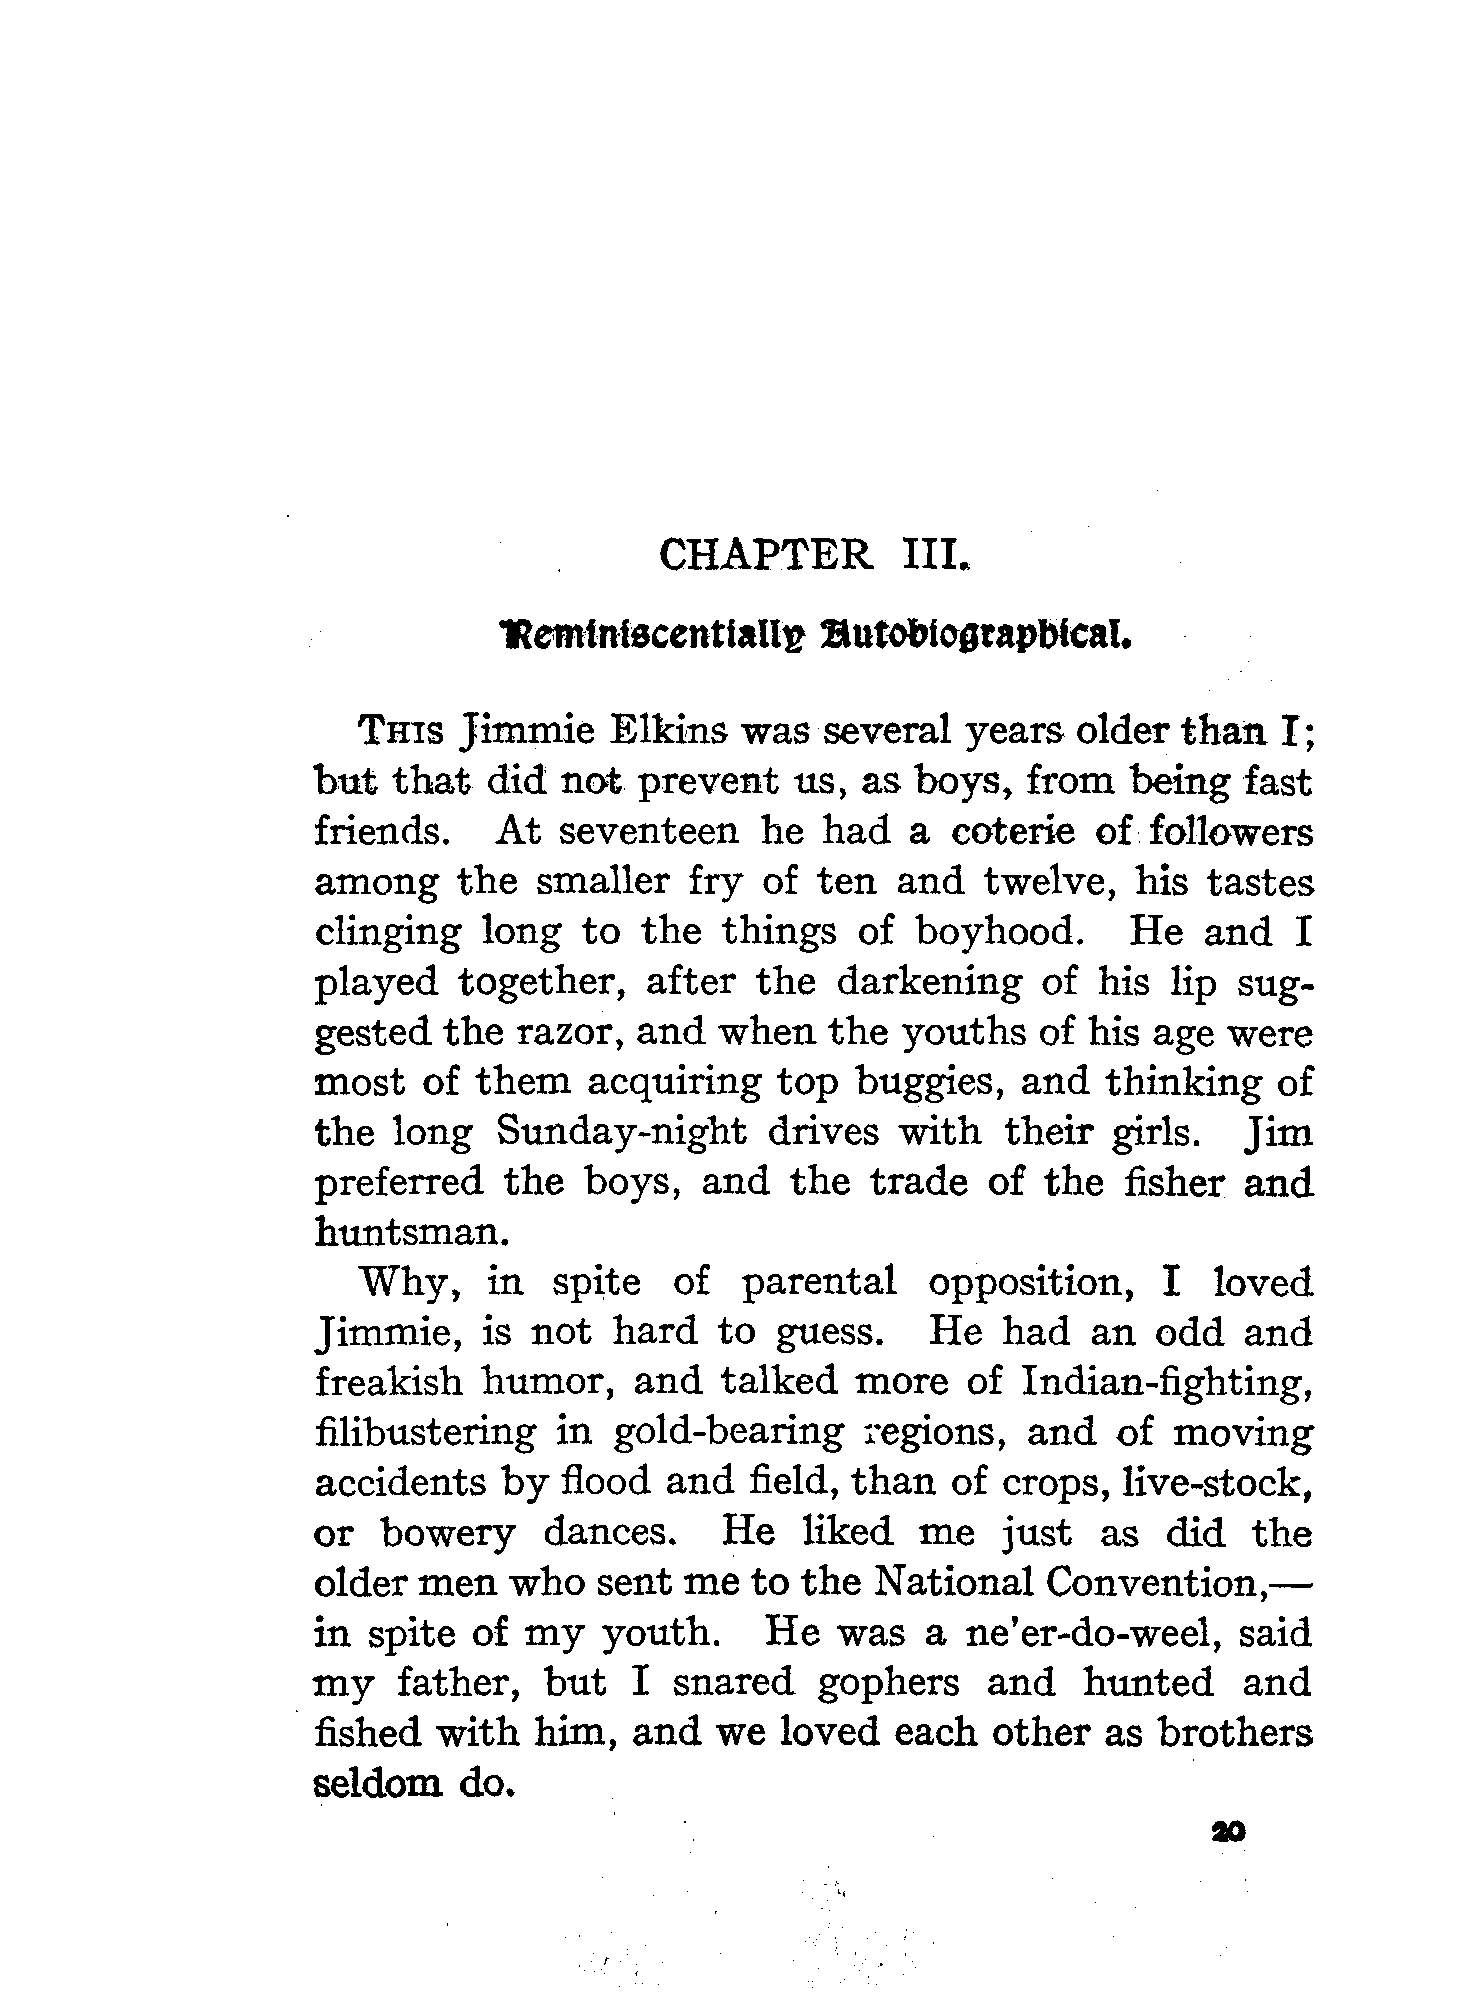 CHAPTER III.
Reminiscentially Autobiographical.
THIS Jimmie Elkins was several years older than I;
but that did not prevent us, as boys, from being fast
friends. At seventeen he had a coterie of followers
among the smaller fry of ten and twelve, his tastes
clinging long to the things of boyhood. He and I
played together, after the darkening of his lip sug-
gested the razor, and when the youths of his age were
most of them acquiring top buggies, and thinking of
the long Sunday-night drives with their girls. Jim
preferred the boys, and the trade of the fisher and
huntsman.
Why, in spite of parental opposition, I loved
Jimmie, is not hard to guess. He had an odd and
freakish humor, and talked more of Indian-fighting,
filibustering in gold-bearing regions, and of moving
accidents by flood and field, than of crops, live-stock,
or bowery dances. He liked me just as did the
older men who sent me to the National Convention,—
in spite of my youth. He was a ne'er-do-weel, said
my father, but I snared gophers and hunted and
fished with him, and we loved each other as brothers
seldom do.
20